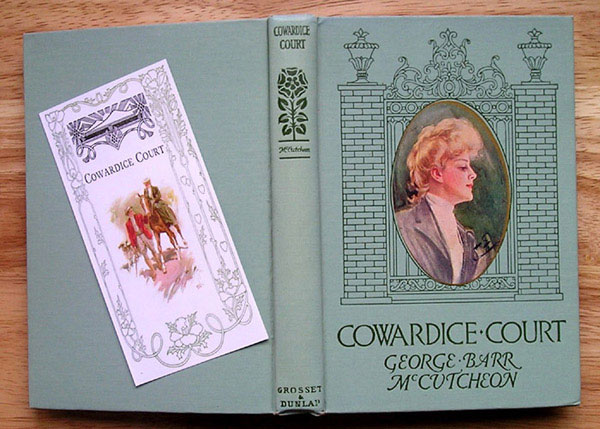 COWARDICE COURT
COWARDICE
COURT
McCutcheon
GROSSET
&
DUNLAP
COWARDICE·COURT
GEORGE·BARR
McCUTCHEON